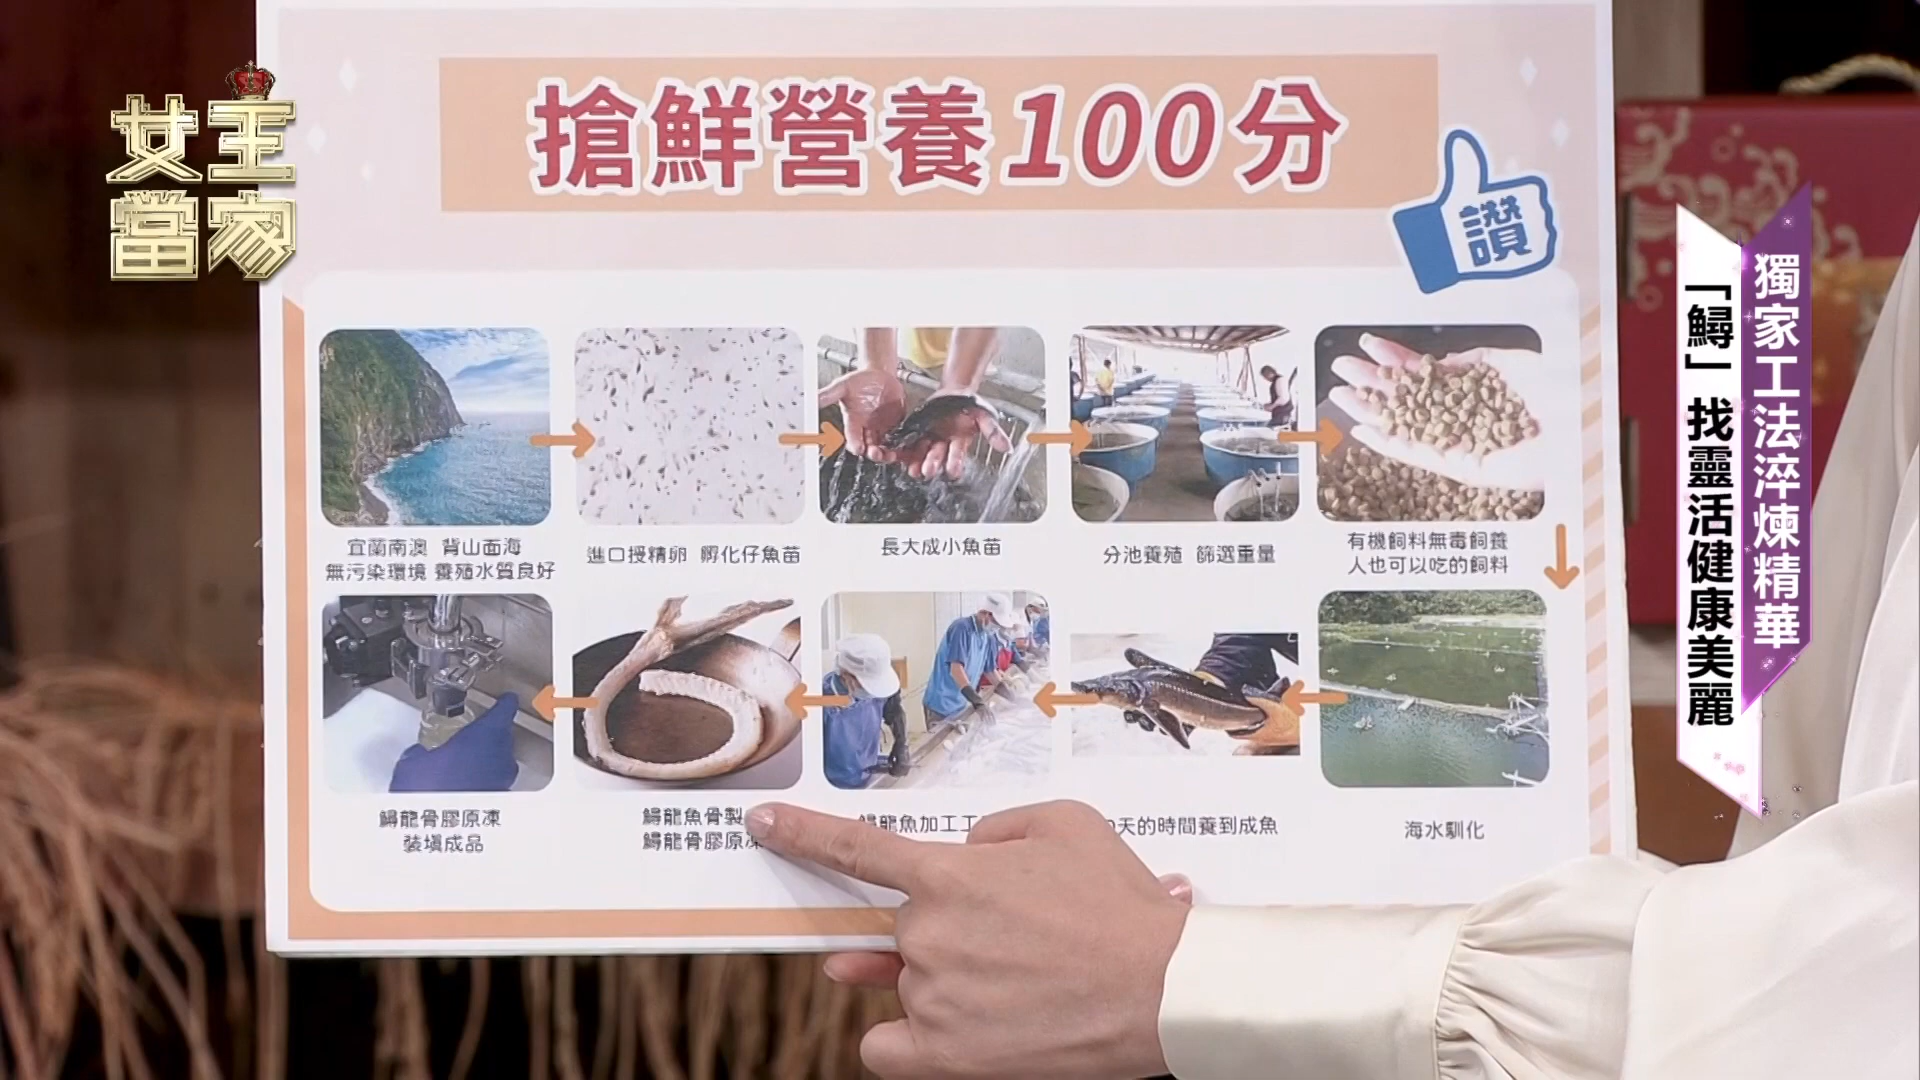 女王
當家
搶鮮營養100分
讚
宜蘭南澳 背山面海
無污染環境 養殖水質良好
進口授精卵 孵化仔魚苗
長大成小魚苗
分池養殖 篩選重量
有機飼料無毒飼養
人也可以吃的飼料
海水馴化
天的時間養到成魚
鱘龍魚加工
鱘龍魚骨製
鱘龍骨膠原凍
鱘龍骨膠原凍
裝填成品
獨家工法淬煉精華
「鱘」找靈活健康美麗